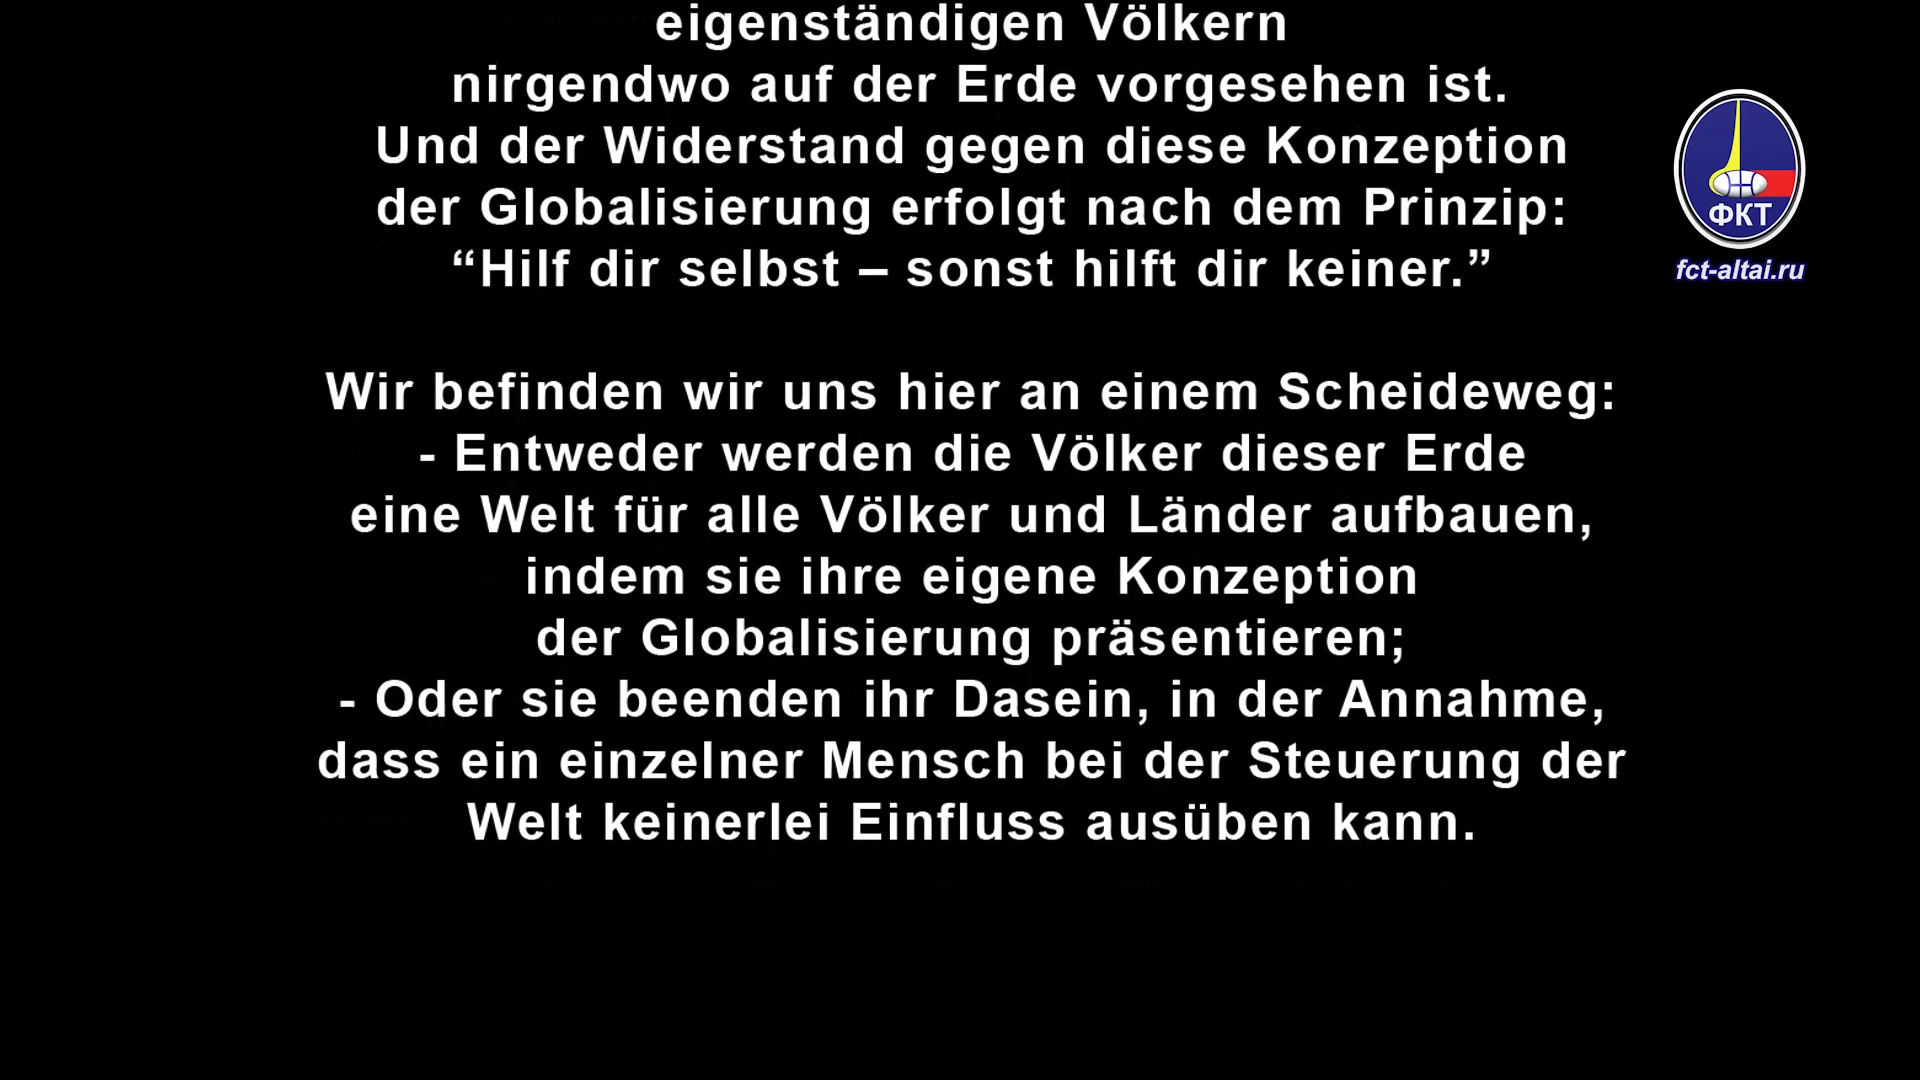 eigenständigen Völkern
nirgendwo auf der Erde vorgesehen ist.
Und der Widerstand gegen diese Konzeption
der Globalisierung erfolgt nach dem Prinzip:
“Hilf dir selbst – sonst hilft dir keiner.”
Wir befinden wir uns hier an einem Scheideweg:
- Entweder werden die Völker dieser Erde
eine Welt für alle Völker und Länder aufbauen,
indem sie ihre eigene Konzeption
der Globalisierung präsentieren;
- Oder sie beenden ihr Dasein, in der Annahme,
dass ein einzelner Mensch bei der Steuerung der
Welt keinerlei Einfluss ausüben kann.
ФКТ
fct-altai.ru